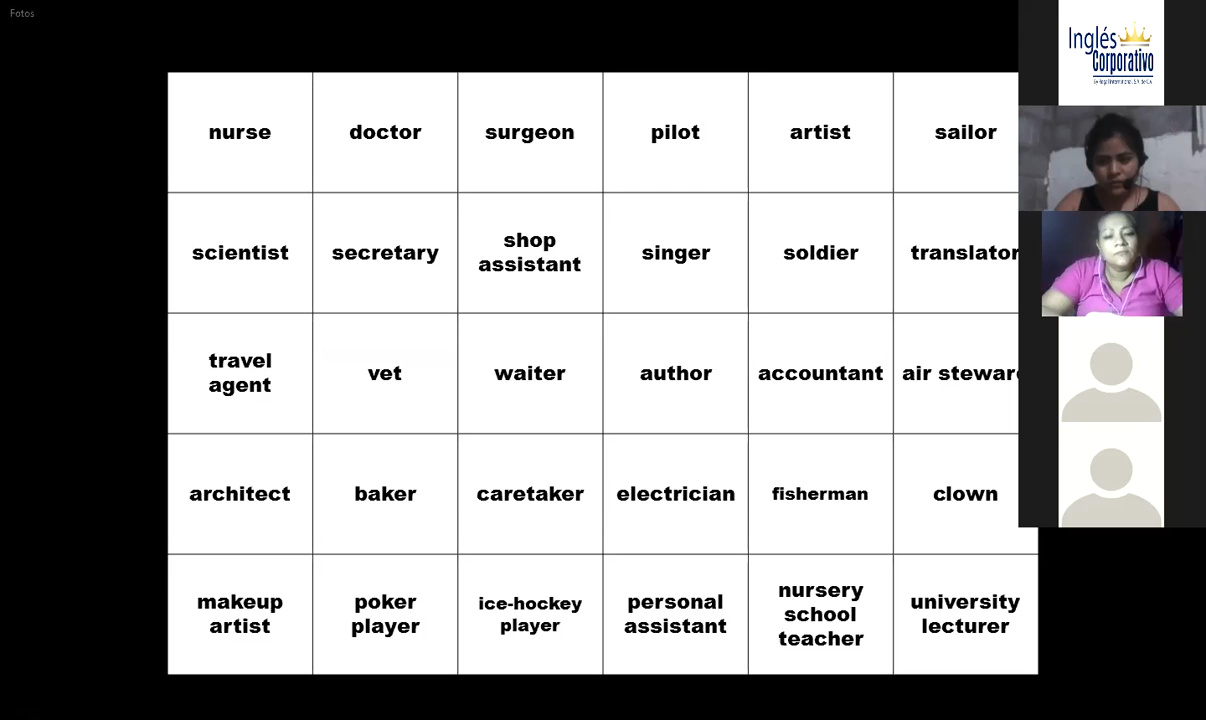 Fotos
Inglés
Corporativo
nurse
doctor
surgeon
pilot
artist
sailor
scientist
secretary
shop
assistant
singer
soldier
translator
travel
agent
vet
waiter
author
accountant
air stewar
architect
baker
caretaker
electrician
fisherman
clown
makeup
artist
poker
player
ice-hockey
player
personal
assistant
nursery
school
teacher
university
lecturer